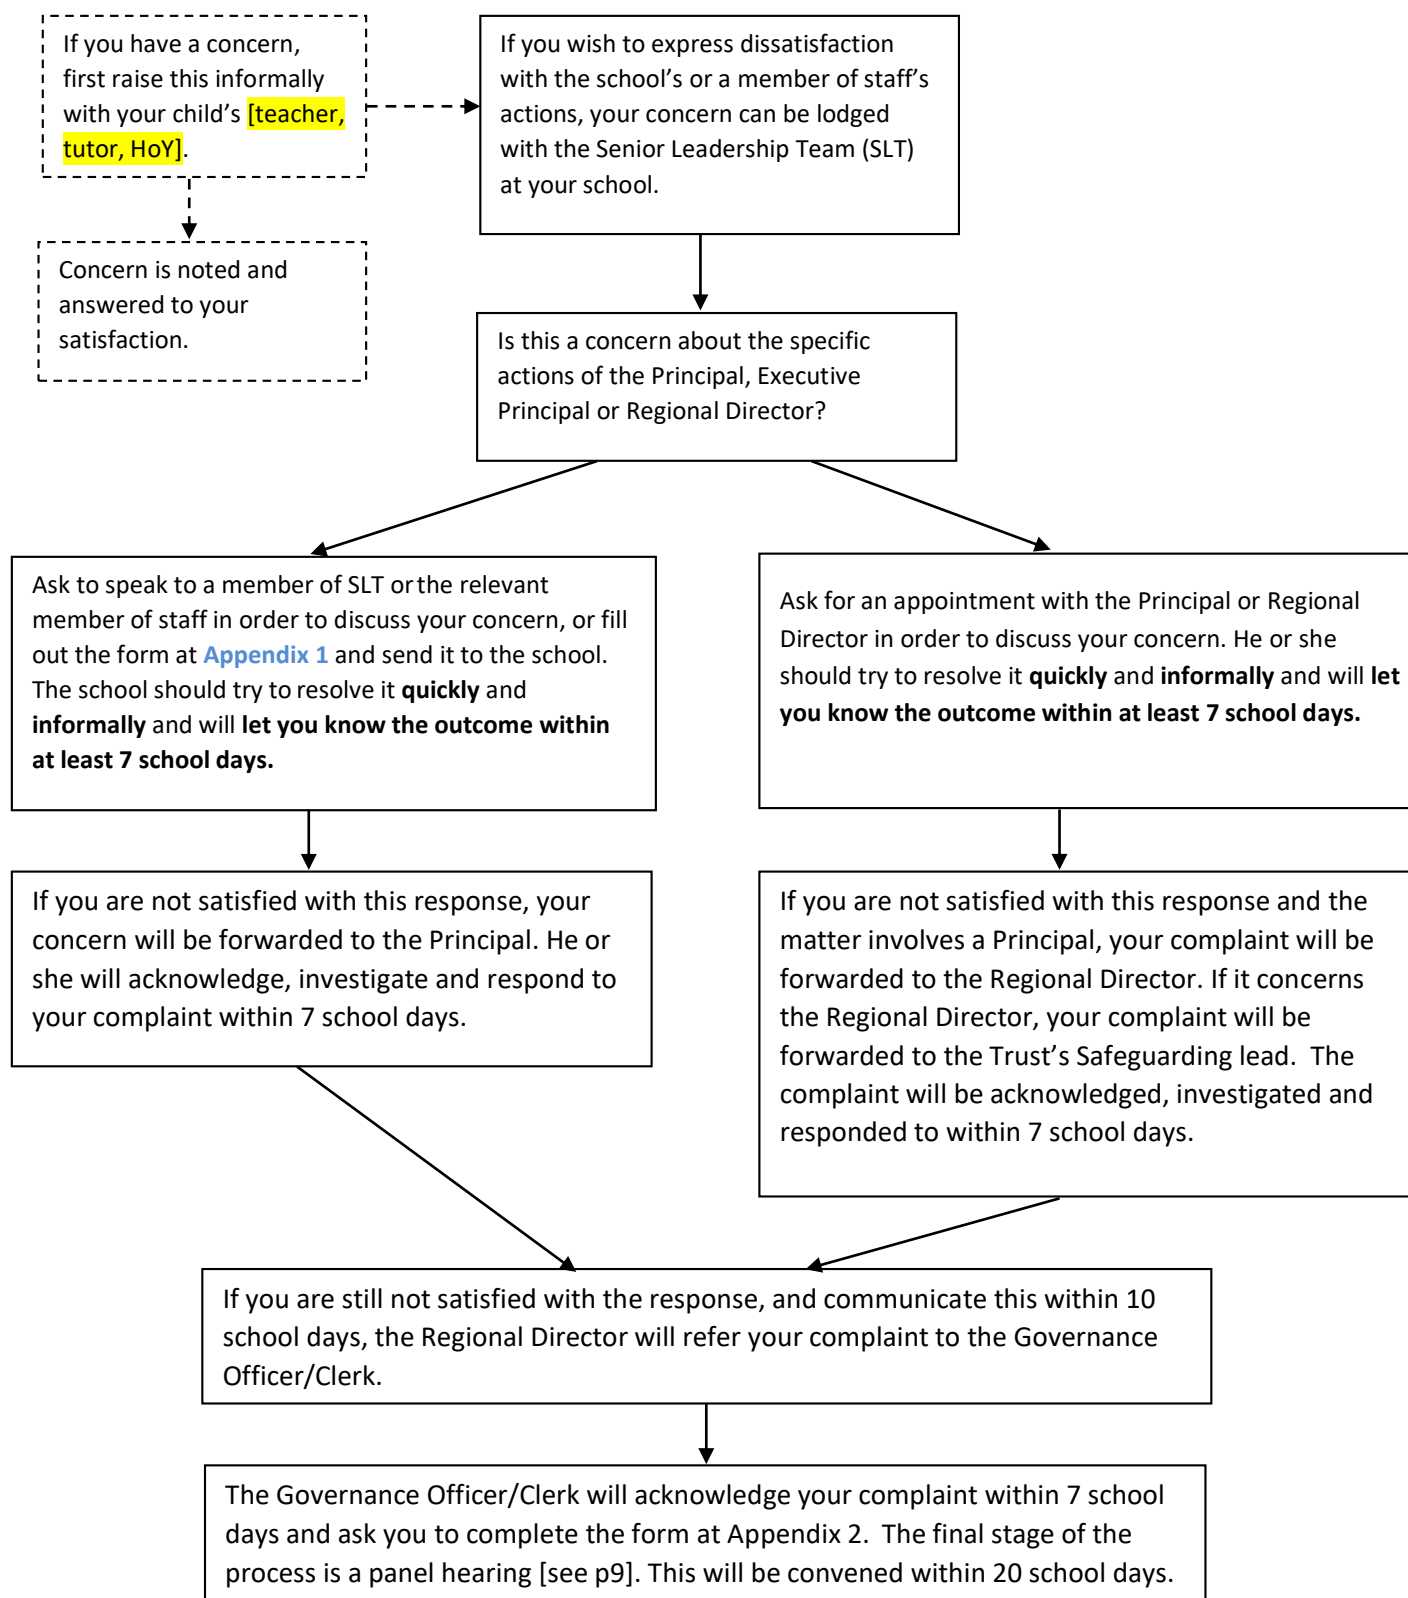 If you have a concern,
first raise this informally
with your child’s [teacher,
tutor, HoY].
If you wish to express dissatisfaction
with the school’s or a member of staff’s
actions, your concern can be lodged
with the Senior Leadership Team (SLT)
at your school.
Concern is noted and
answered to your
satisfaction.
Is this a concern about the specific
actions of the Principal, Executive
Principal or Regional Director?
Ask to speak to a member of SLT or the relevant
member of staff in order to discuss your concern, or fill
out the form at Appendix 1 and send it to the school.
The school should try to resolve it quickly and
informally and will let you know the outcome within
at least 7 school days.
Ask for an appointment with the Principal or Regional
Director in order to discuss your concern. He or she
should try to resolve it quickly and informally and will let
you know the outcome within at least 7 school days.
If you are not satisfied with this response, your
concern will be forwarded to the Principal. He or
she will acknowledge, investigate and respond to
your complaint within 7 school days.
If you are not satisfied with this response and the
matter involves a Principal, your complaint will be
forwarded to the Regional Director. If it concerns
the Regional Director, your complaint will be
forwarded to the Trust’s Safeguarding lead.  The
complaint will be acknowledged, investigated and
responded to within 7 school days.
If you are still not satisfied with the response, and communicate this within 10
school days, the Regional Director will refer your complaint to the Governance
Officer/Clerk.
The Governance Officer/Clerk will acknowledge your complaint within 7 school
days and ask you to complete the form at Appendix 2.  The final stage of the
process is a panel hearing [see p9]. This will be convened within 20 school days.